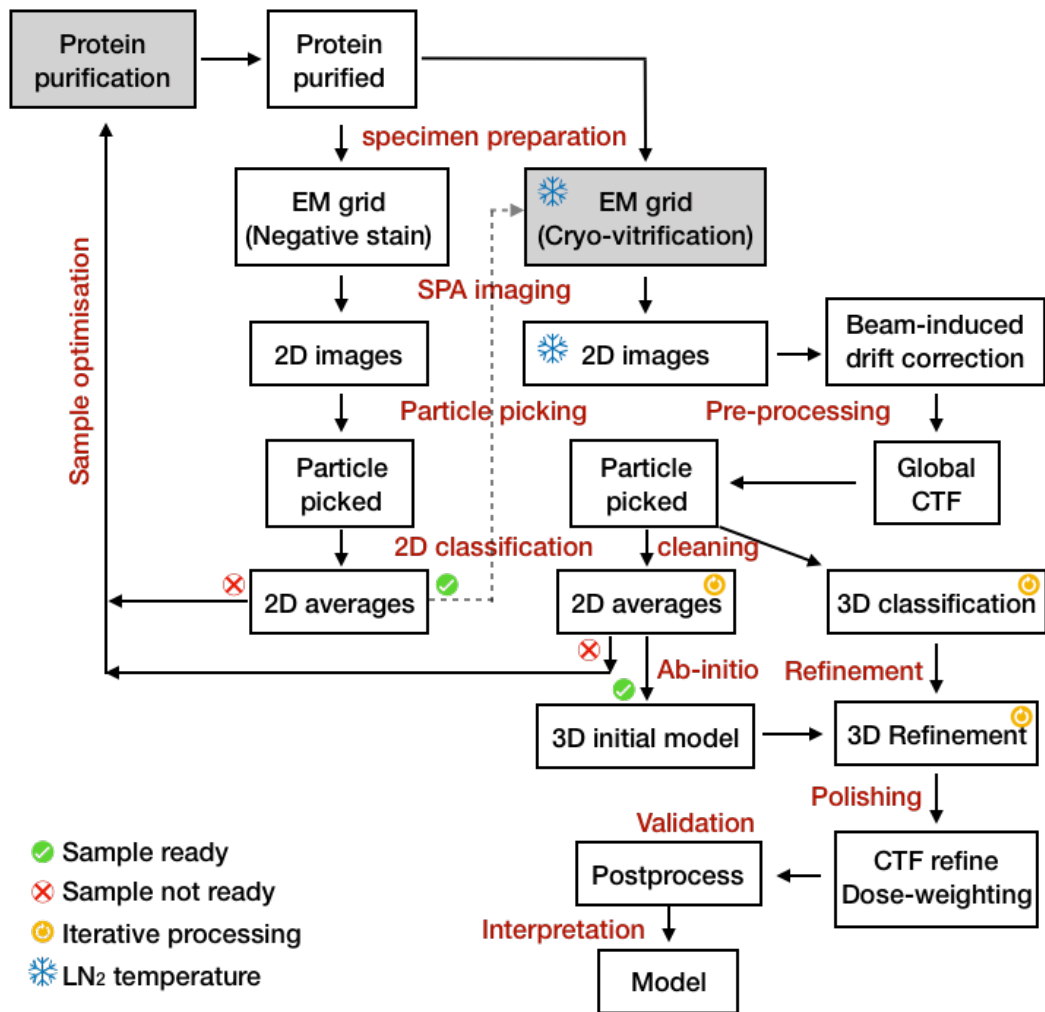 Protein
purification
Protein
purified
specimen preparation
EM grid
(Negative stain)
EM grid
(Cryo-vitrification)
Sample optimisation
SPA imaging
2D images
2D images
Beam-induced
drift correction
Particle picking
Pre-processing
Particle
picked
Particle
picked
Global
CTF
2D classification
cleaning
2D averages
2D averages
3D classification
Ab-initio
Refinement
3D initial model
3D Refinement
Polishing
Validation
Postprocess
CTF refine
Dose-weighting
Interpretation
Model
Sample ready
Sample not ready
Iterative processing
LN₂ temperature